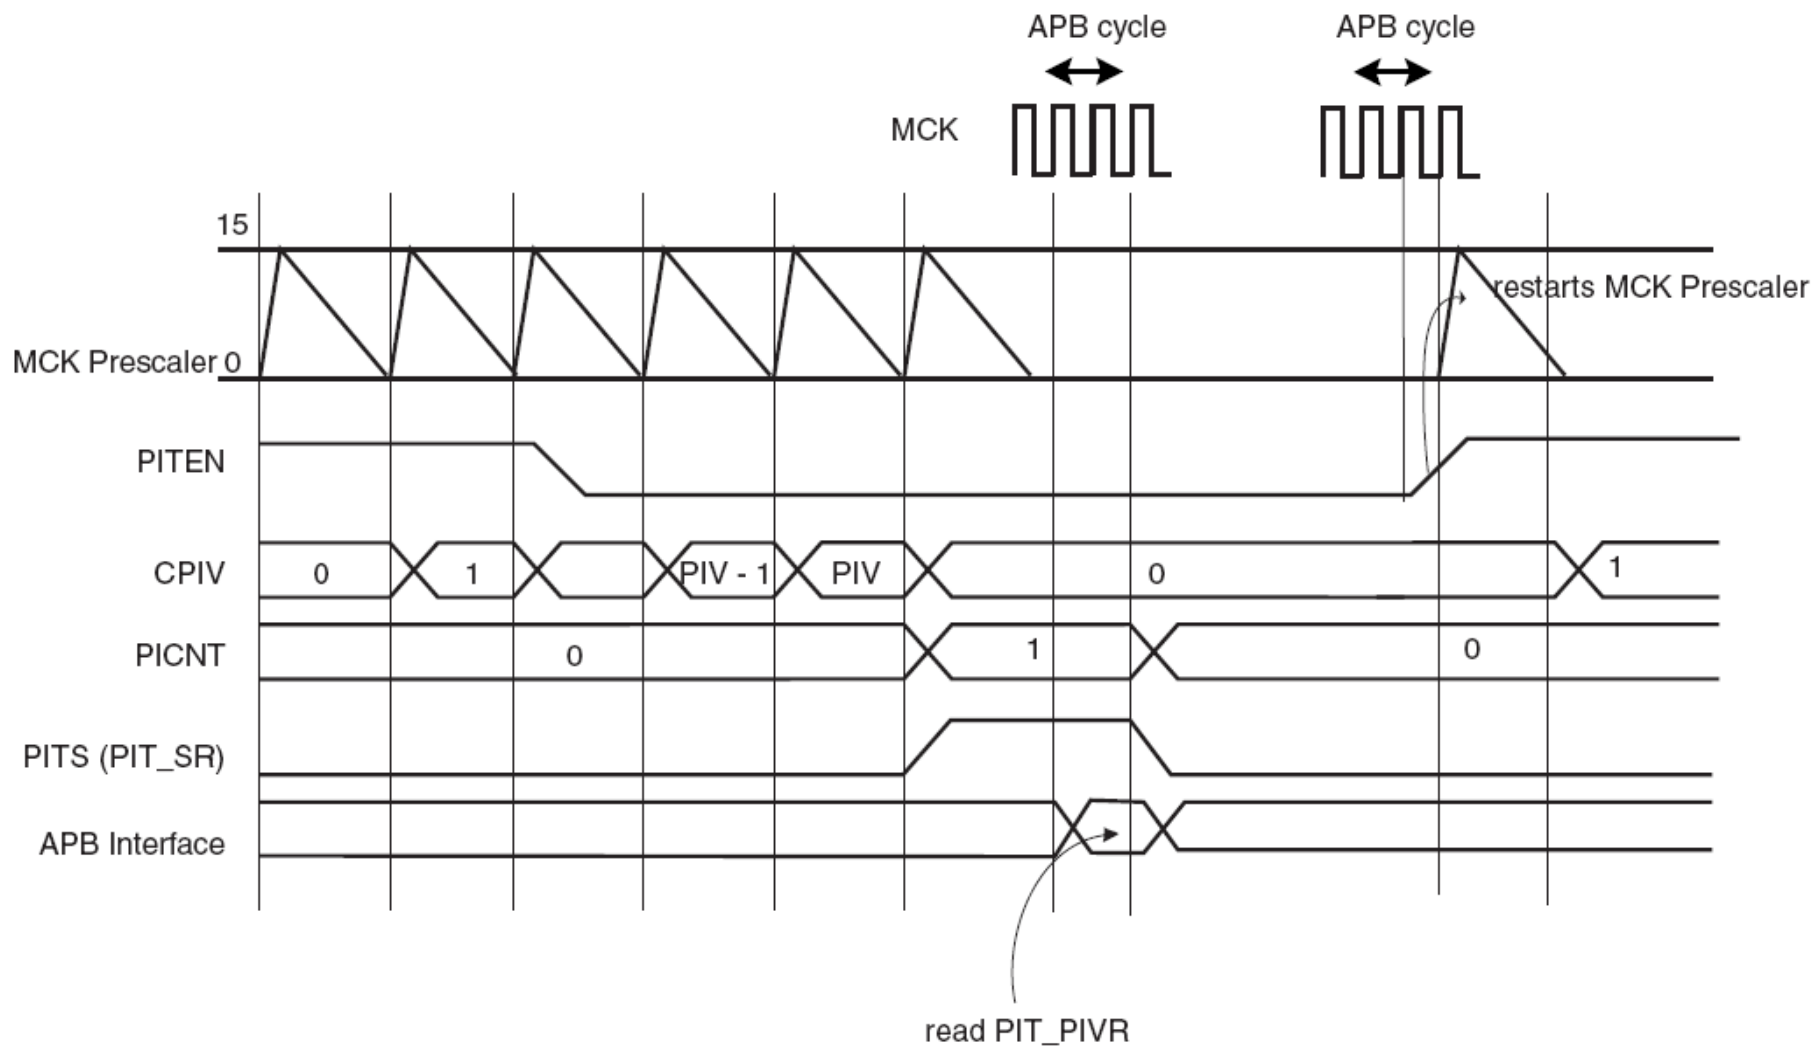 APB cycle
APB cycle
MCK
15
restarts MCK Prescaler
MCK Prescaler 0
PITEN
CPIV
0
1
PIV - 1
PIV
0
1
PICNT
0
1
0
PITS (PIT_SR)
APB Interface
read PIT_PIVR